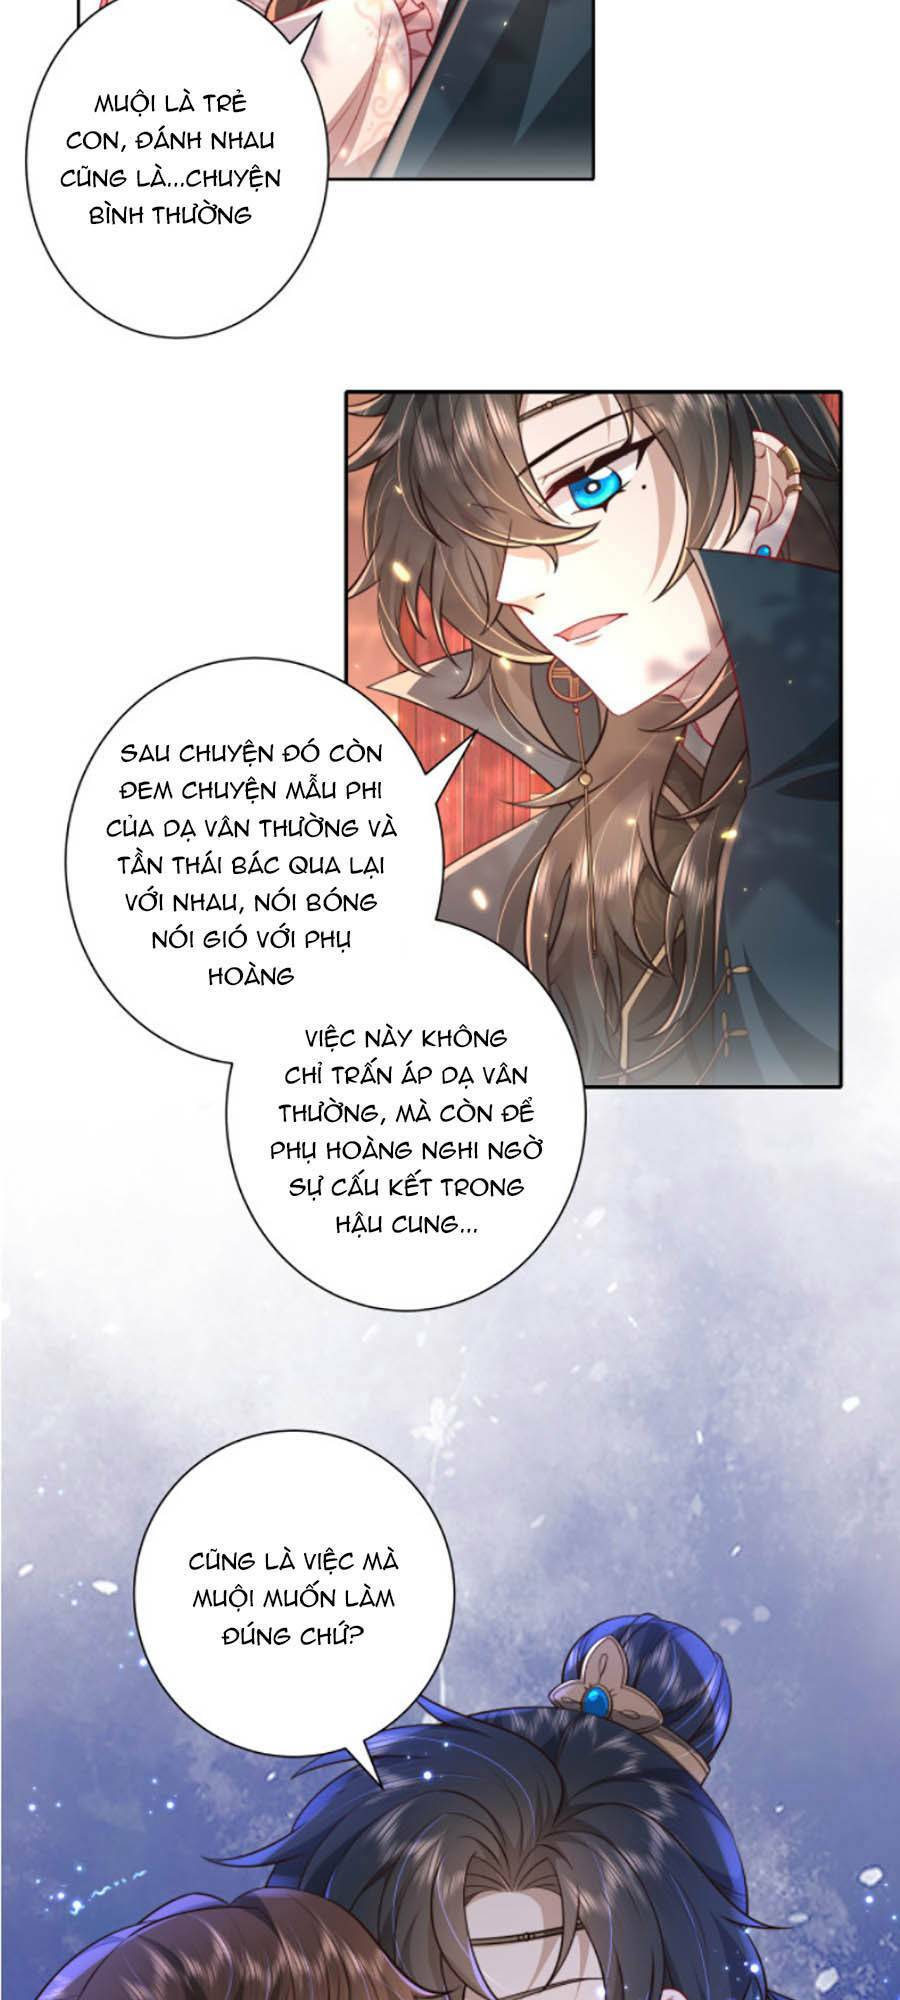 MUỘI LÀ TRẺ
CON, ĐÁNH NHAU
CŨNG LÀ...CHUYỆN
BÌNH THƯỜNG
SAU CHUYỆN ĐÓ CÒN
ĐEM CHUYỆN MẪU PHI
CỦA DẠ VÂN THƯỜNG VÀ
TẦN THÁI BÁC QUA LẠI
VỚI NHAU, NÓI BÓNG
NÓI GIÓ VỚI PHỤ
HOÀNG
VIỆC NÀY KHÔNG
CHỈ TRẤN ÁP DẠ VÂN
THƯỜNG, MÀ CÒN ĐỂ
PHỤ HOÀNG NGHI NGỜ
SỰ CẤU KẾT TRONG
HẬU CUNG...
CŨNG LÀ VIỆC MÀ
MUỘI MUỐN LÀM
ĐÚNG CHỨ?